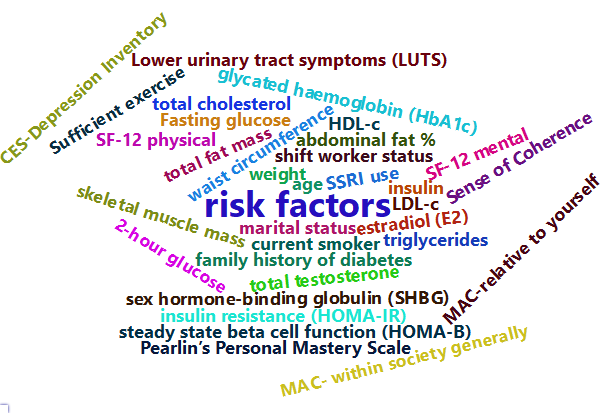 Lower urinary tract symptoms (LUTS)
CES-Depression Inventory
Sufficient exercise
glycated haemoglobin (HbA1c)
total cholesterol
Fasting glucose
HDL-c
SF-12 physical
total fat mass
waist circumference
abdominal fat %
shift worker status
SF-12 mental
Sense of Coherence
weight
age
SSRI use
insulin
risk factors
LDL-c
skeletal muscle mass
marital status
estradiol (E2)
2-hour glucose
current smoker
triglycerides
MAC-relative to yourself
family history of diabetes
total testosterone
sex hormone-binding globulin (SHBG)
insulin resistance (HOMA-IR)
steady state beta cell function (HOMA-B)
Pearlin’s Personal Mastery Scale
MAC- within society generally